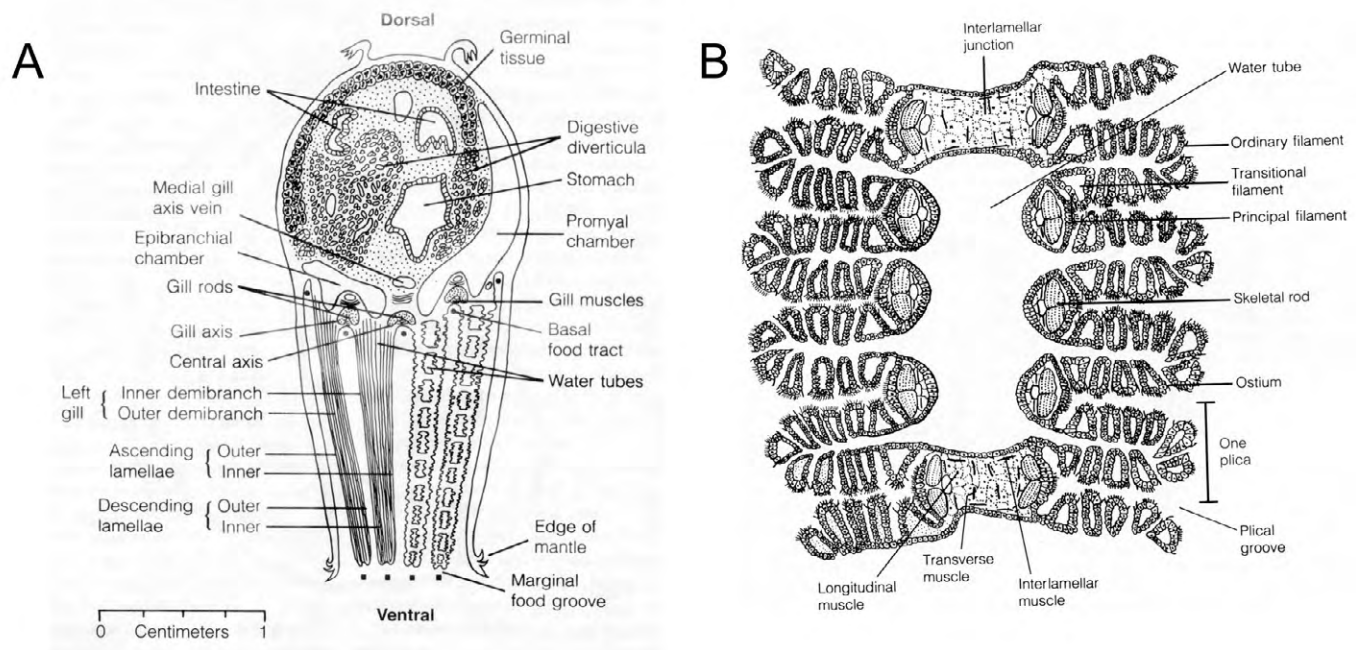 A
Dorsal
Germinal
tissue
Intestine
Digestive
diverticula
Stomach
Medial gill
axis vein
Promyal
chamber
Epibranchial
chamber
Gill rods
Gill muscles
Gill axis
Basal
food tract
Central axis
Water tubes
Left
gill
{
Inner demibranch
Outer demibranch
Ascending
lamellae
{
Outer
Inner
Descending
lamellae
{
Outer
Inner
Edge of
mantle
Marginal
food groove
Ventral
0 Centimeters 1
B
Interlamellar
junction
Water tube
Ordinary filament
Transitional
filament
Principal filament
Skeletal rod
Ostium
One
plica
Plical
groove
Longitudinal
muscle
Transverse
muscle
Interlamellar
muscle